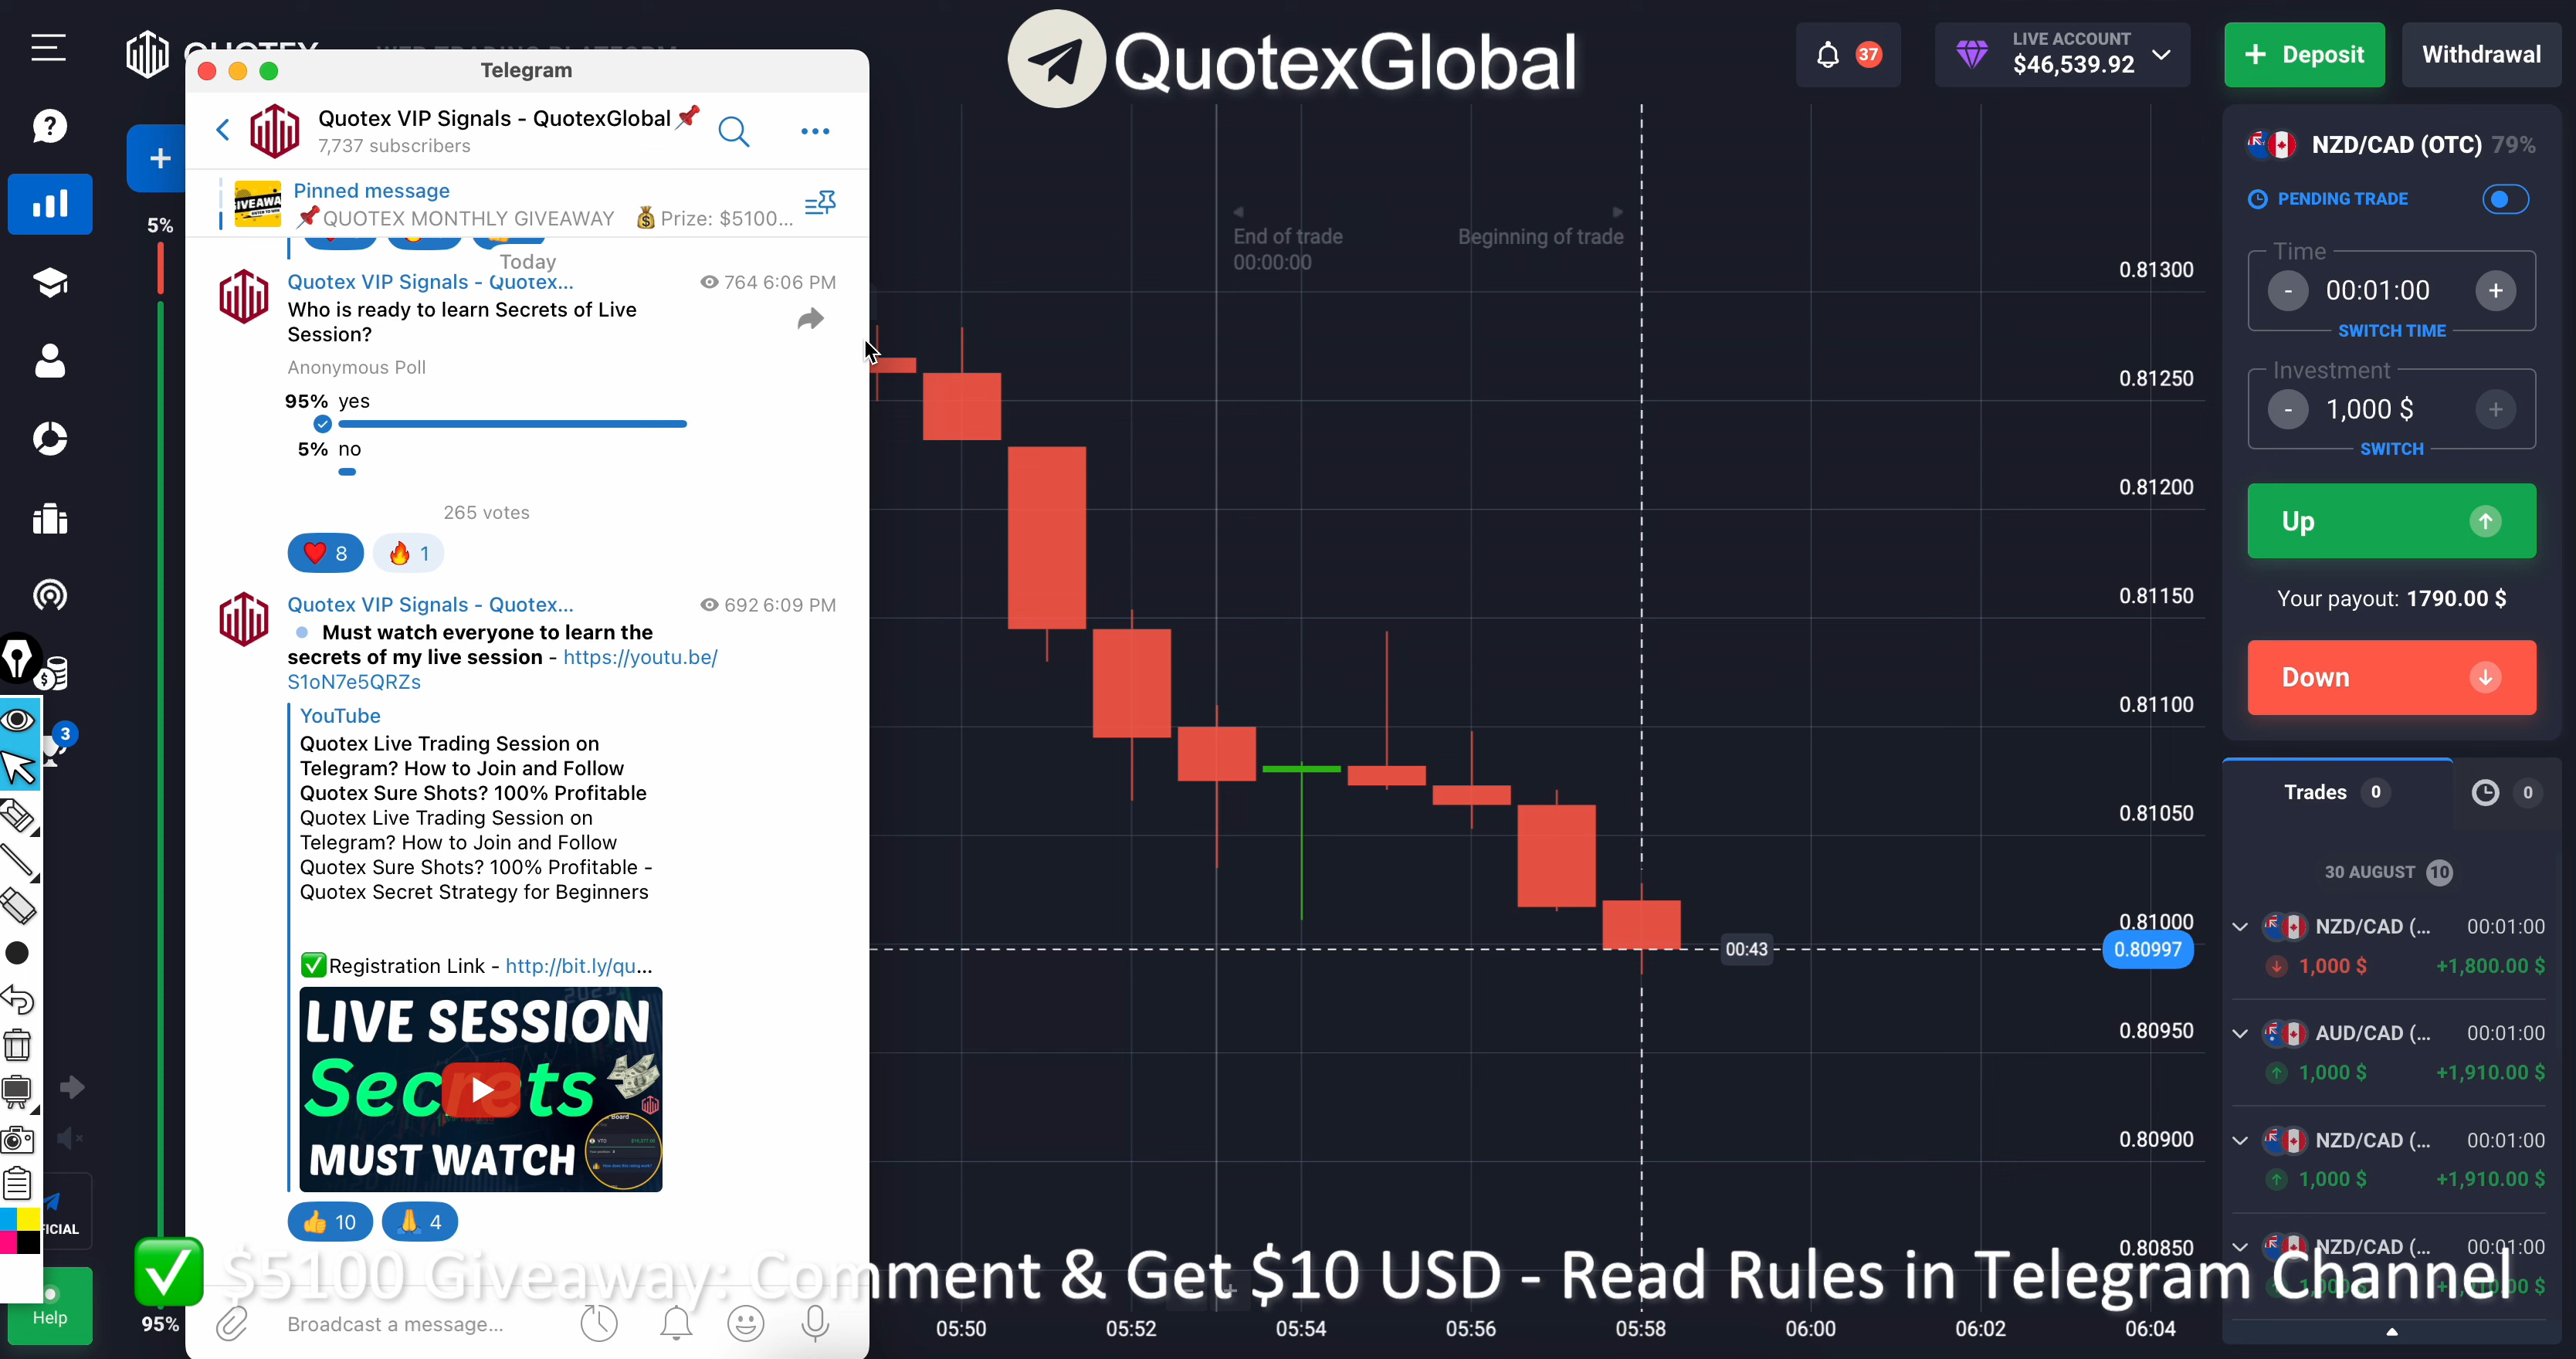 QUOTEX
WEB TRADING PLATFORM
QuotexGlobal
37
LIVE ACCOUNT
$46,539.92
Deposit
Withdrawal
Telegram
Quotex VIP Signals - QuotexGlobal📌
7,737 subscribers
Pinned message
📌QUOTEX MONTHLY GIVEAWAY 💰Prize: $5100...
Today
Quotex VIP Signals - Quotex...
764 6:06 PM
Who is ready to learn Secrets of Live
Session?
Anonymous Poll
95% yes
5% no
265 votes
❤️ 8 🔥 1
Quotex VIP Signals - Quotex...
692 6:09 PM
Must watch everyone to learn the
secrets of my live session - https://youtu.be/
S1oN7e5QRZs
YouTube
Quotex Live Trading Session on
Telegram? How to Join and Follow
Quotex Sure Shots? 100% Profitable
Quotex Live Trading Session on
Telegram? How to Join and Follow
Quotex Sure Shots? 100% Profitable -
Quotex Secret Strategy for Beginners
✅Registration Link - http://bit.ly/qu...
LIVE SESSION
Secrets
MUST WATCH
👍 10 🙏 4
Broadcast a message...
5%
95%
3
Help
End of trade
00:00:00
Beginning of trade
0.81300
0.81250
0.81200
0.81150
0.81100
0.81050
0.81000
0.80997
0.80950
0.80900
0.80850
00:43
05:50
05:52
05:54
05:56
05:58
06:00
06:02
06:04
NZD/CAD (OTC) 79%
PENDING TRADE
Time
- 00:01:00 +
SWITCH TIME
Investment
- 1,000 $ +
SWITCH
Up
Your payout: 1790.00 $
Down
Trades 0
0
30 AUGUST 10
NZD/CAD (... 00:01:00
1,000 $ +1,800.00 $
AUD/CAD (... 00:01:00
1,000 $ +1,910.00 $
NZD/CAD (... 00:01:00
1,000 $ +1,910.00 $
NZD/CAD (... 00:01:00
✅ $5100 Giveaway: Comment & Get $10 USD - Read Rules in Telegram Channel